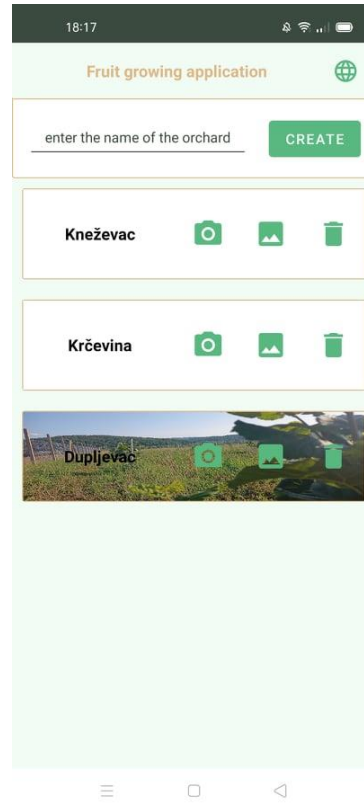 18:17
Fruit growing application
enter the name of the orchard
CREATE
Kneževac
Krčevina
Dupljevac